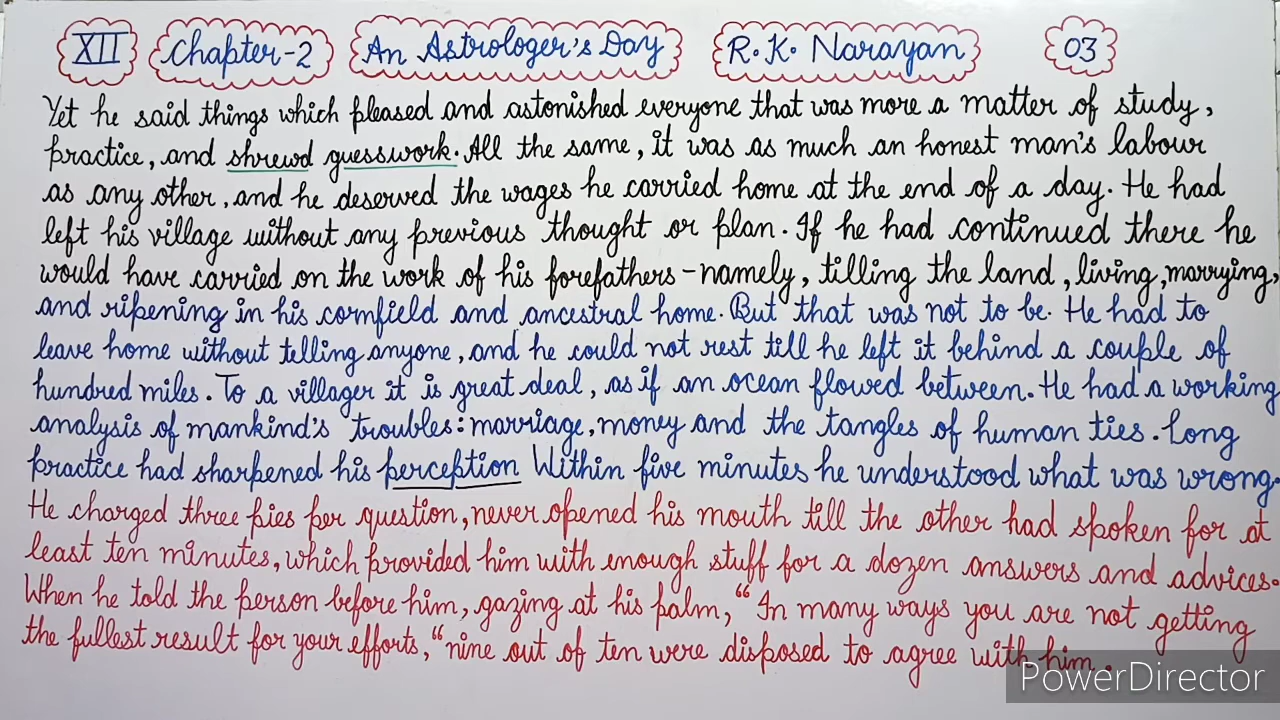 XII Chapter-2 An Astrologer's Day R. K. Narayan 03
Yet he said things which pleased and astonished everyone that was more a matter of study,
practice, and shrewd guesswork. All the same, it was as much an honest man's labour
as any other, and he deserved the wages he carried home at the end of a day. He had
left his village without any previous thought or plan. If he had continued there he
would have carried on the work of his forefathers - namely, tilling the land, living, marrying,
and ripening in his cornfield and ancestral home. But that was not to be. He had to
leave home without telling anyone, and he could not rest till he left it behind a couple of
hundred miles. To a villager it is great deal, as if an ocean flowed between. He had a working
analysis of mankind's troubles: marriage, money and the tangles of human ties. Long
practice had sharpened his perception Within five minutes he understood what was wrong.
He charged three pies per question, never opened his mouth till the other had spoken for at
least ten minutes, which provided him with enough stuff for a dozen answers and advices.
When he told the person before him, gazing at his palm, “In many ways you are not getting
the fullest result for your efforts, “nine out of ten were disposed to agree with him.
PowerDirector